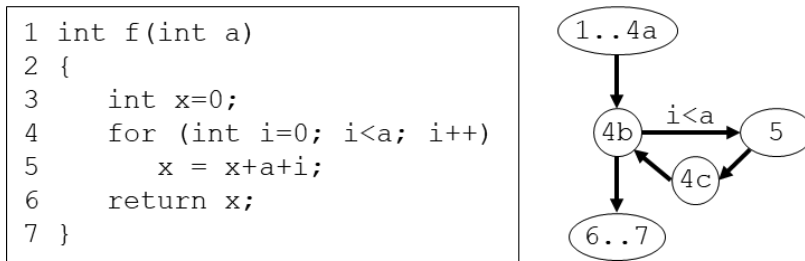 1 int f(int a)
2 {
3    int x=0;
4    for (int i=0; i<a; i++)
5       x = x+a+i;
6    return x;
7 }
1..4a
i<a
4b
5
4c
6..7